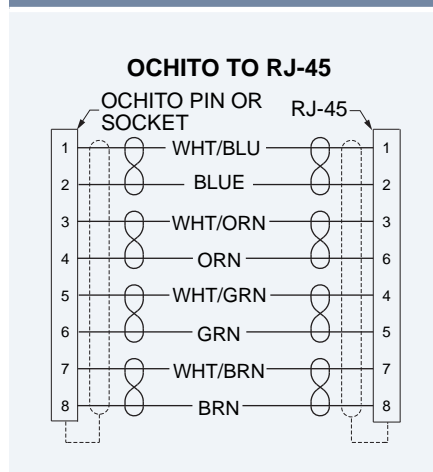 OCHITO TO RJ-45
OCHITO PIN OR
SOCKET
RJ-45
1 WHT/BLU 1
2 BLUE 2
3 WHT/ORN 3
4 ORN 6
5 WHT/GRN 4
6 GRN 5
7 WHT/BRN 7
8 BRN 8